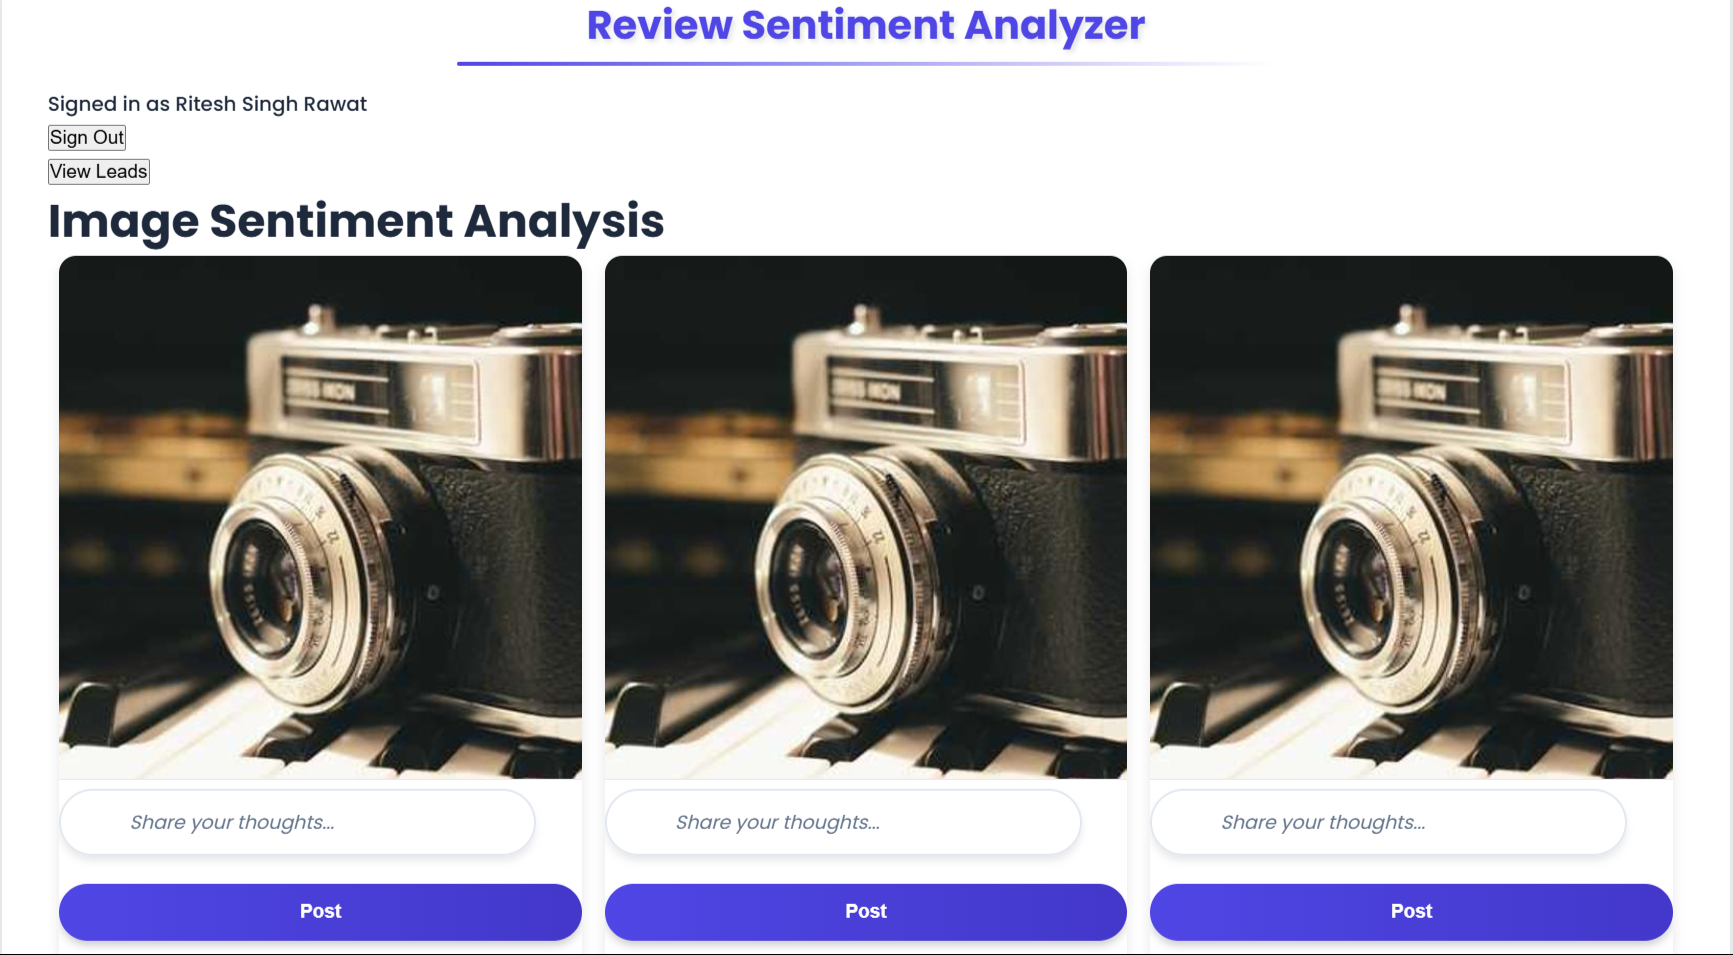 Review Sentiment Analyzer
Signed in as Ritesh Singh Rawat
Sign Out
View Leads
Image Sentiment Analysis
Share your thoughts... Share your thoughts... Share your thoughts...
Post Post Post